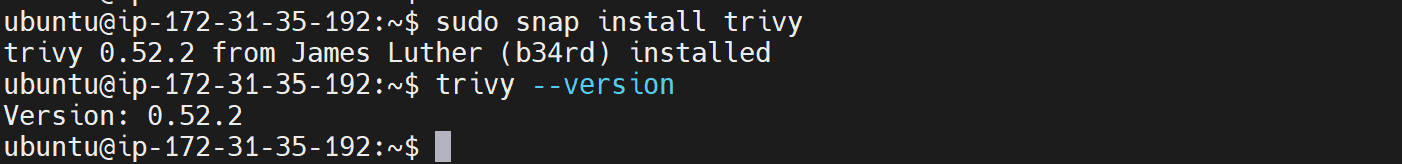 ubuntu@ip-172-31-35-192:~$ sudo snap install trivy
trivy 0.52.2 from James Luther (b34rd) installed
ubuntu@ip-172-31-35-192:~$ trivy --version
Version: 0.52.2
ubuntu@ip-172-31-35-192:~$